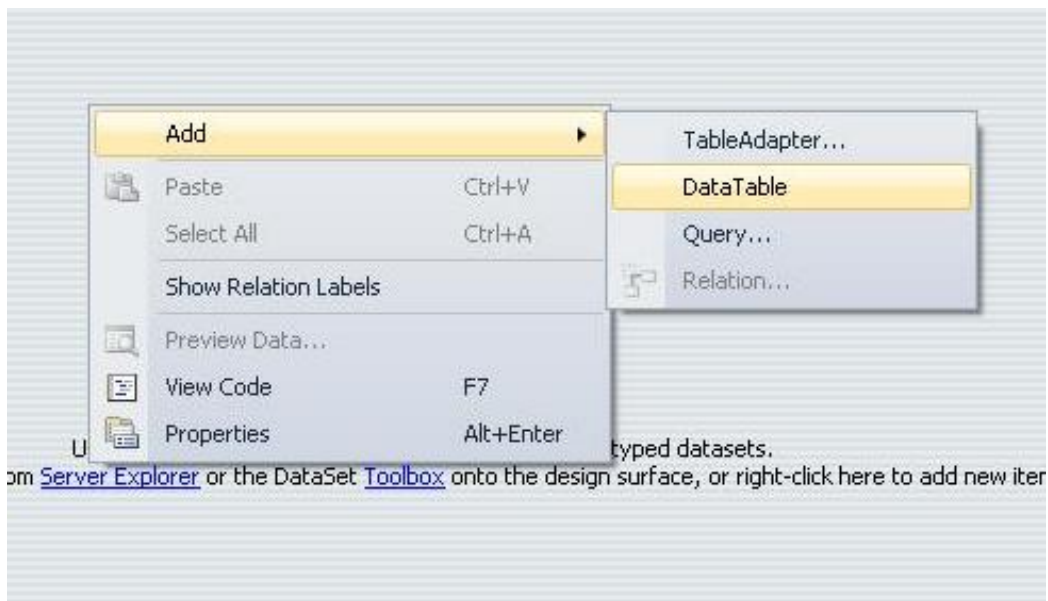 Add
TableAdapter...
DataTable
Query...
Relation...
Paste Ctrl+V
Select All Ctrl+A
Show Relation Labels
Preview Data...
View Code F7
Properties Alt+Enter
typed datasets.
Server Explorer or the DataSet Toolbox onto the design surface, or right-click here to add new